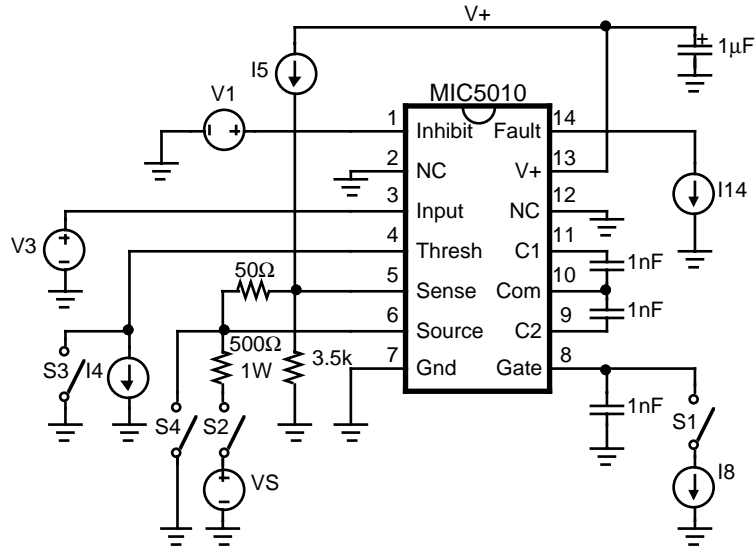 V+
1µF
I5
MIC5010
V1
1 Inhibit Fault 14
2 NC V+ 13
3 Input NC 12
4 Thresh C1 11
5 Sense Com 10
6 Source C2 9
7 Gnd Gate 8
I14
V3
1nF
1nF
50Ω
500Ω
1W
3.5k
S3
I4
S4
S2
VS
1nF
S1
I8